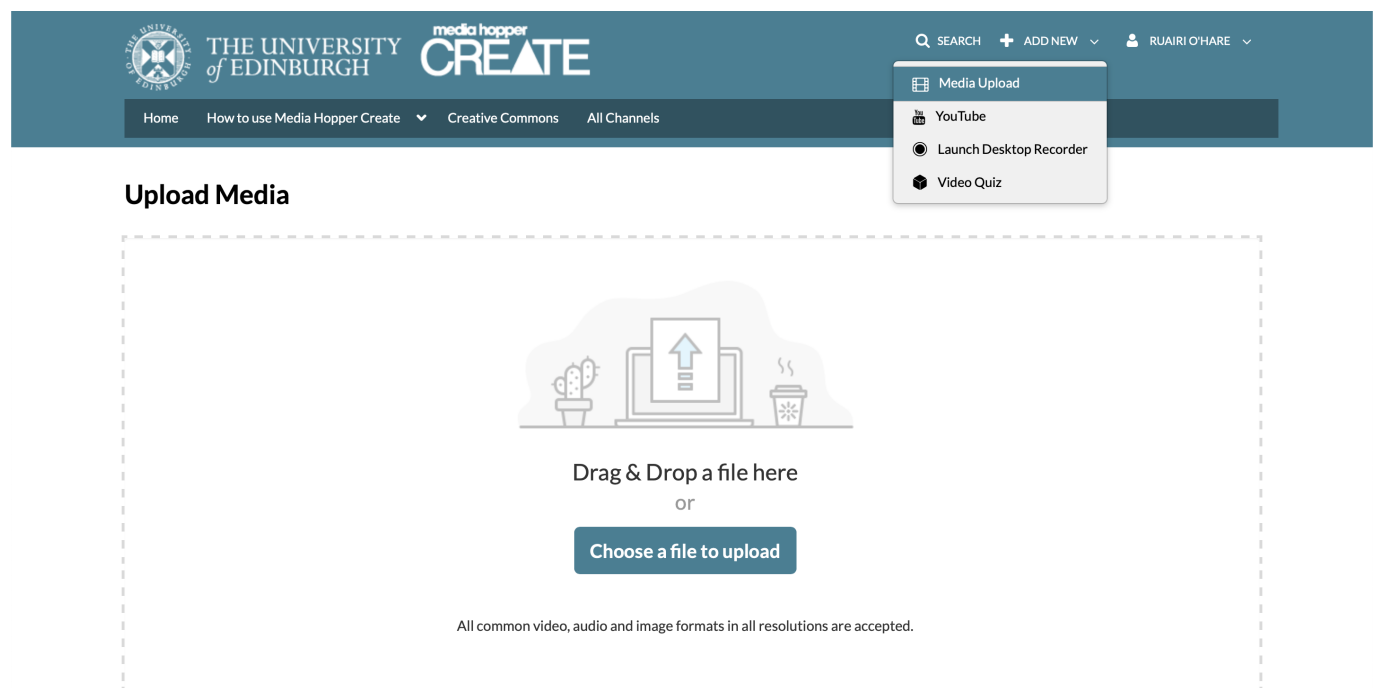 THE UNIVERSITY
of EDINBURGH
media hopper
CREATE
SEARCH ADD NEW RUAIRI O'HARE
Media Upload
YouTube
Launch Desktop Recorder
Video Quiz
Home How to use Media Hopper Create Creative Commons All Channels
Upload Media
Drag & Drop a file here
or
Choose a file to upload
All common video, audio and image formats in all resolutions are accepted.